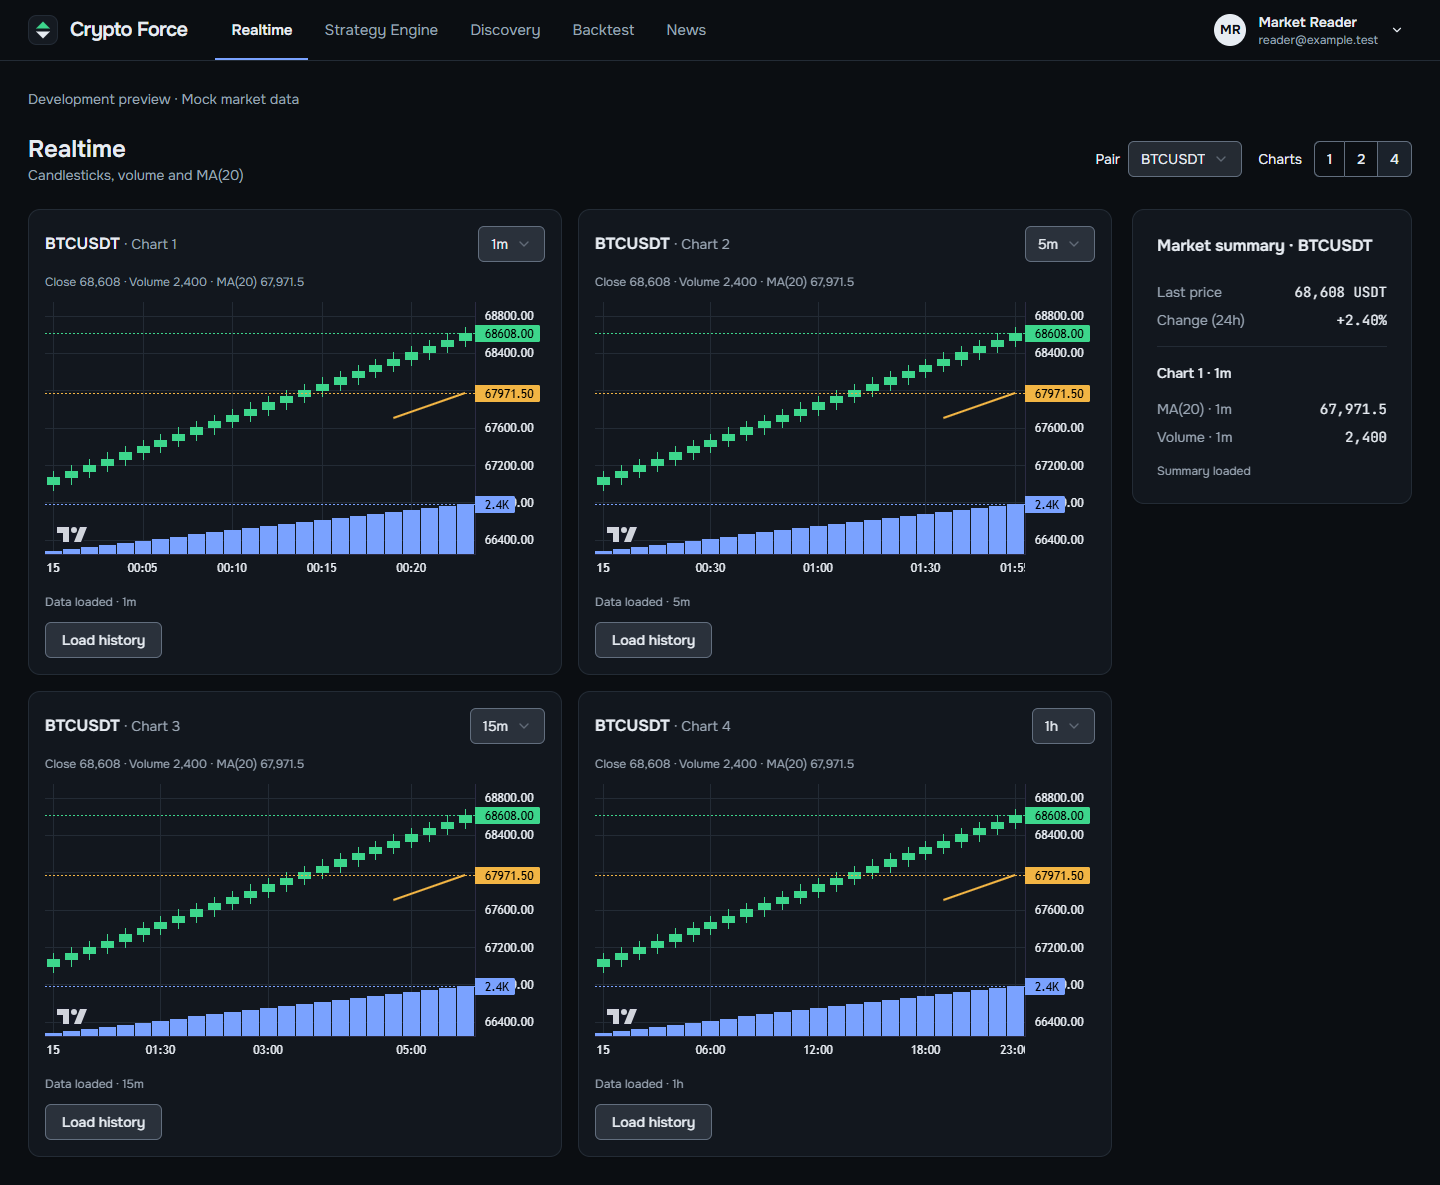 Crypto Force
Realtime
Strategy Engine
Discovery
Backtest
News
MR
Market Reader
reader@example.test
Development preview · Mock market data
Realtime
Candlesticks, volume and MA(20)
Pair
BTCUSDT
Charts
1
2
4
BTCUSDT · Chart 1
1m
Close 68,608 · Volume 2,400 · MA(20) 67,971.5
68800.00
68608.00
68400.00
67971.50
67600.00
67200.00
2.4K
.00
66400.00
15
00:05
00:10
00:15
00:20
Data loaded · 1m
Load history
BTCUSDT · Chart 2
5m
Close 68,608 · Volume 2,400 · MA(20) 67,971.5
68800.00
68608.00
68400.00
67971.50
67600.00
67200.00
2.4K
.00
66400.00
15
00:30
01:00
01:30
01:5
Data loaded · 5m
Load history
Market summary · BTCUSDT
Last price 68,608 USDT
Change (24h) +2.40%
Chart 1 · 1m
MA(20) · 1m 67,971.5
Volume · 1m 2,400
Summary loaded
BTCUSDT · Chart 3
15m
Close 68,608 · Volume 2,400 · MA(20) 67,971.5
68800.00
68608.00
68400.00
67971.50
67600.00
67200.00
2.4K
.00
66400.00
15
01:30
03:00
05:00
Data loaded · 15m
Load history
BTCUSDT · Chart 4
1h
Close 68,608 · Volume 2,400 · MA(20) 67,971.5
68800.00
68608.00
68400.00
67971.50
67600.00
67200.00
2.4K
.00
66400.00
15
06:00
12:00
18:00
23:0
Data loaded · 1h
Load history